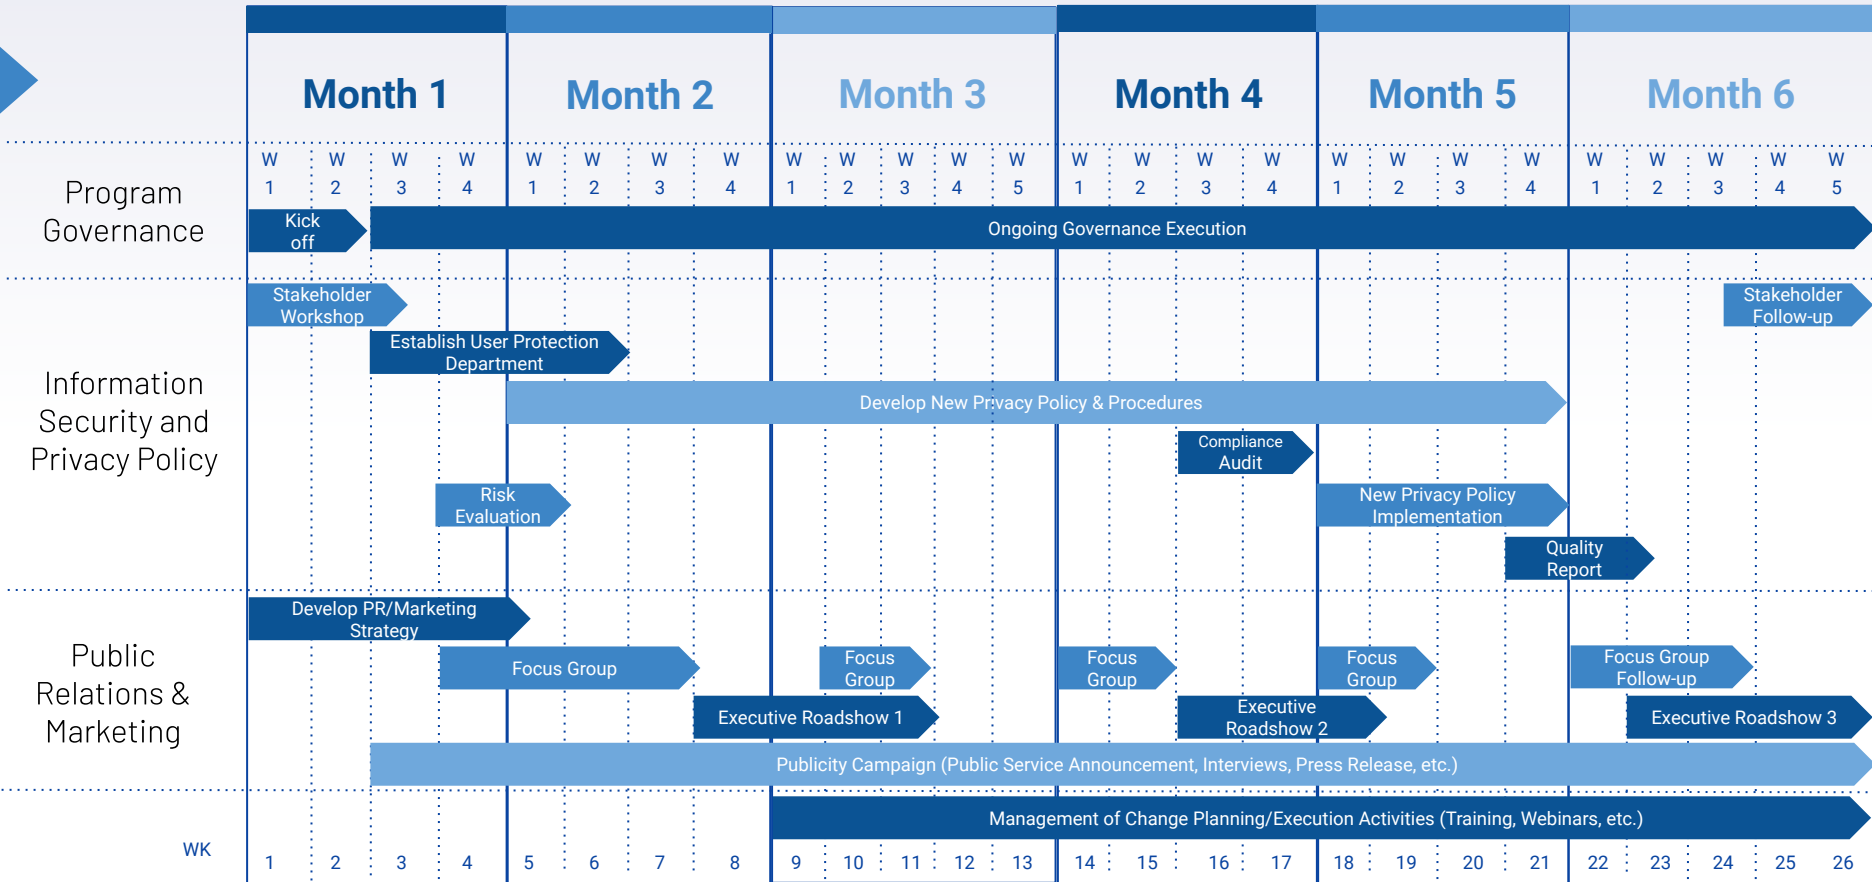 Month 1 Month 2 Month 3 Month 4 Month 5 Month 6
W W W W W W W W W W W W W W W W W W W W W W W W W W
1 2 3 4 1 2 3 4 1 2 3 4 5 1 2 3 4 1 2 3 4 1 2 3 4 5
Program
Governance
Kick
off
Ongoing Governance Execution
Information
Security and
Privacy Policy
Stakeholder
Workshop
Stakeholder
Follow-up
Establish User Protection
Department
Develop New Privacy Policy & Procedures
Compliance
Audit
Risk
Evaluation
New Privacy Policy
Implementation
Quality
Report
Public
Relations &
Marketing
Develop PR/Marketing
Strategy
Focus Group
Focus
Group
Focus
Group
Focus
Group
Focus Group
Follow-up
Executive Roadshow 1
Executive
Roadshow 2
Executive Roadshow 3
Publicity Campaign (Public Service Announcement, Interviews, Press Release, etc.)
Management of Change Planning/Execution Activities (Training, Webinars, etc.)
WK 1 2 3 4 5 6 7 8 9 10 11 12 13 14 15 16 17 18 19 20 21 22 23 24 25 26